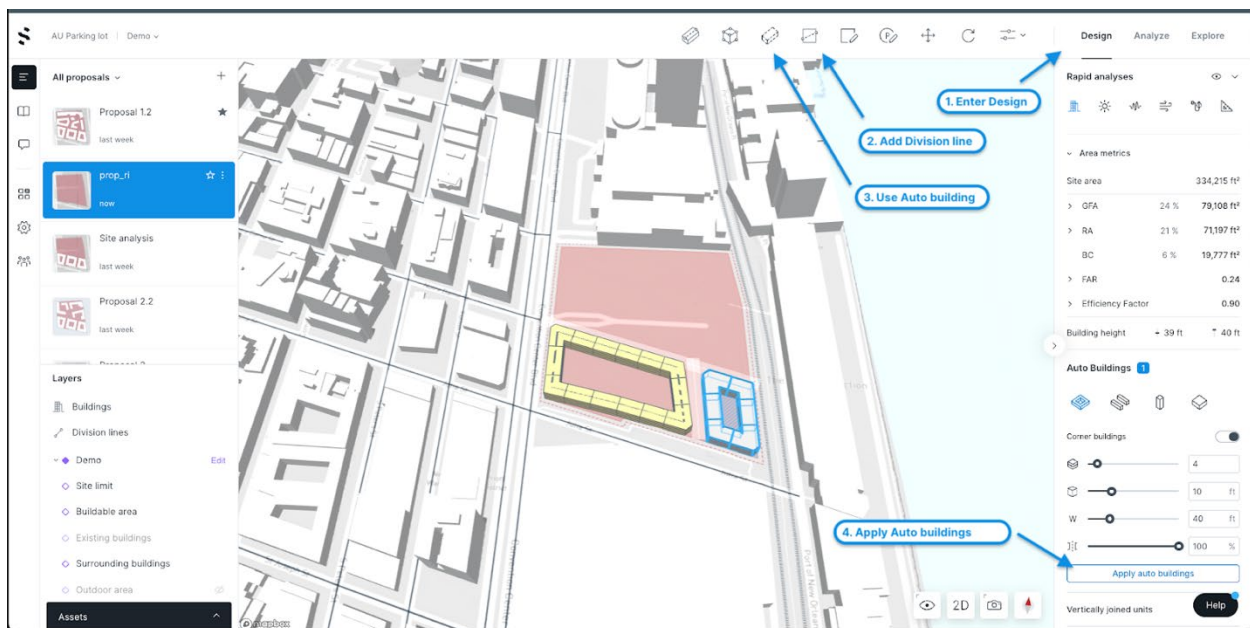 AU Parking lot | Demo
Design Analyze Explore
All proposals
Proposal 1.2
last week
prop_ri
now
Site analysis
last week
Proposal 2.2
last week
Layers
Buildings
Division lines
Demo Edit
Site limit
Buildable area
Existing buildings
Surrounding buildings
Outdoor area
Assets
1. Enter Design
2. Add Division line
3. Use Auto building
4. Apply Auto buildings
mapbox
2D
Rapid analyses
Area metrics
Site area 334,215 ft²
GFA 24 % 79,108 ft²
RA 21 % 71,197 ft²
BC 6 % 19,777 ft²
FAR 0.24
Efficiency Factor 0.90
Building height 39 ft 40 ft
Auto Buildings 1
Corner buildings
4
10 ft
W 40 ft
100 %
Apply auto buildings
Vertically joined units
Help